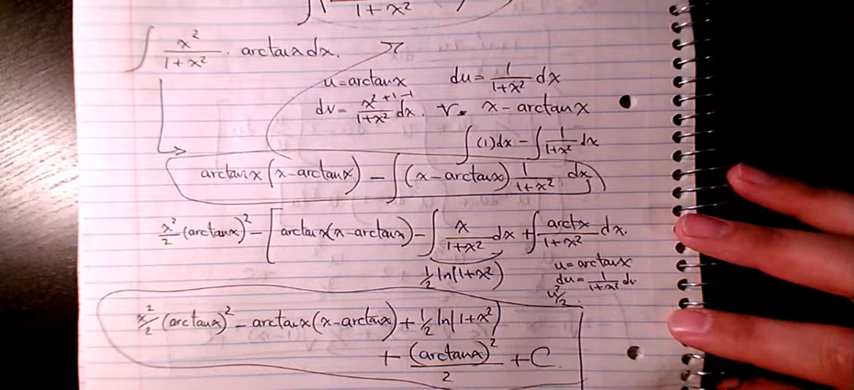 ∫ 1+x²
∫ x²/(1+x²) · arctanx dx.
u=arctanx du= 1/(1+x²) dx
dv= (x²+1-1)/(1+x²) dx. v= x-arctanx
∫(1)dx - ∫ 1/(1+x²) dx
arctanx(x-arctanx) - ∫(x-arctanx) 1/(1+x²) dx
x²/2 (arctanx)² - [arctanx(x-arctanx) - ∫ x/(1+x²) dx + ∫ arctx/(1+x²) dx.
½ ln(1+x²) u=arctanx
du= 1/(1+x²) dx
u²/2
x²/2 (arctanx)² - arctanx(x-arctanx) + ½ ln|1+x²|
+ (arctanx)²/2 + C